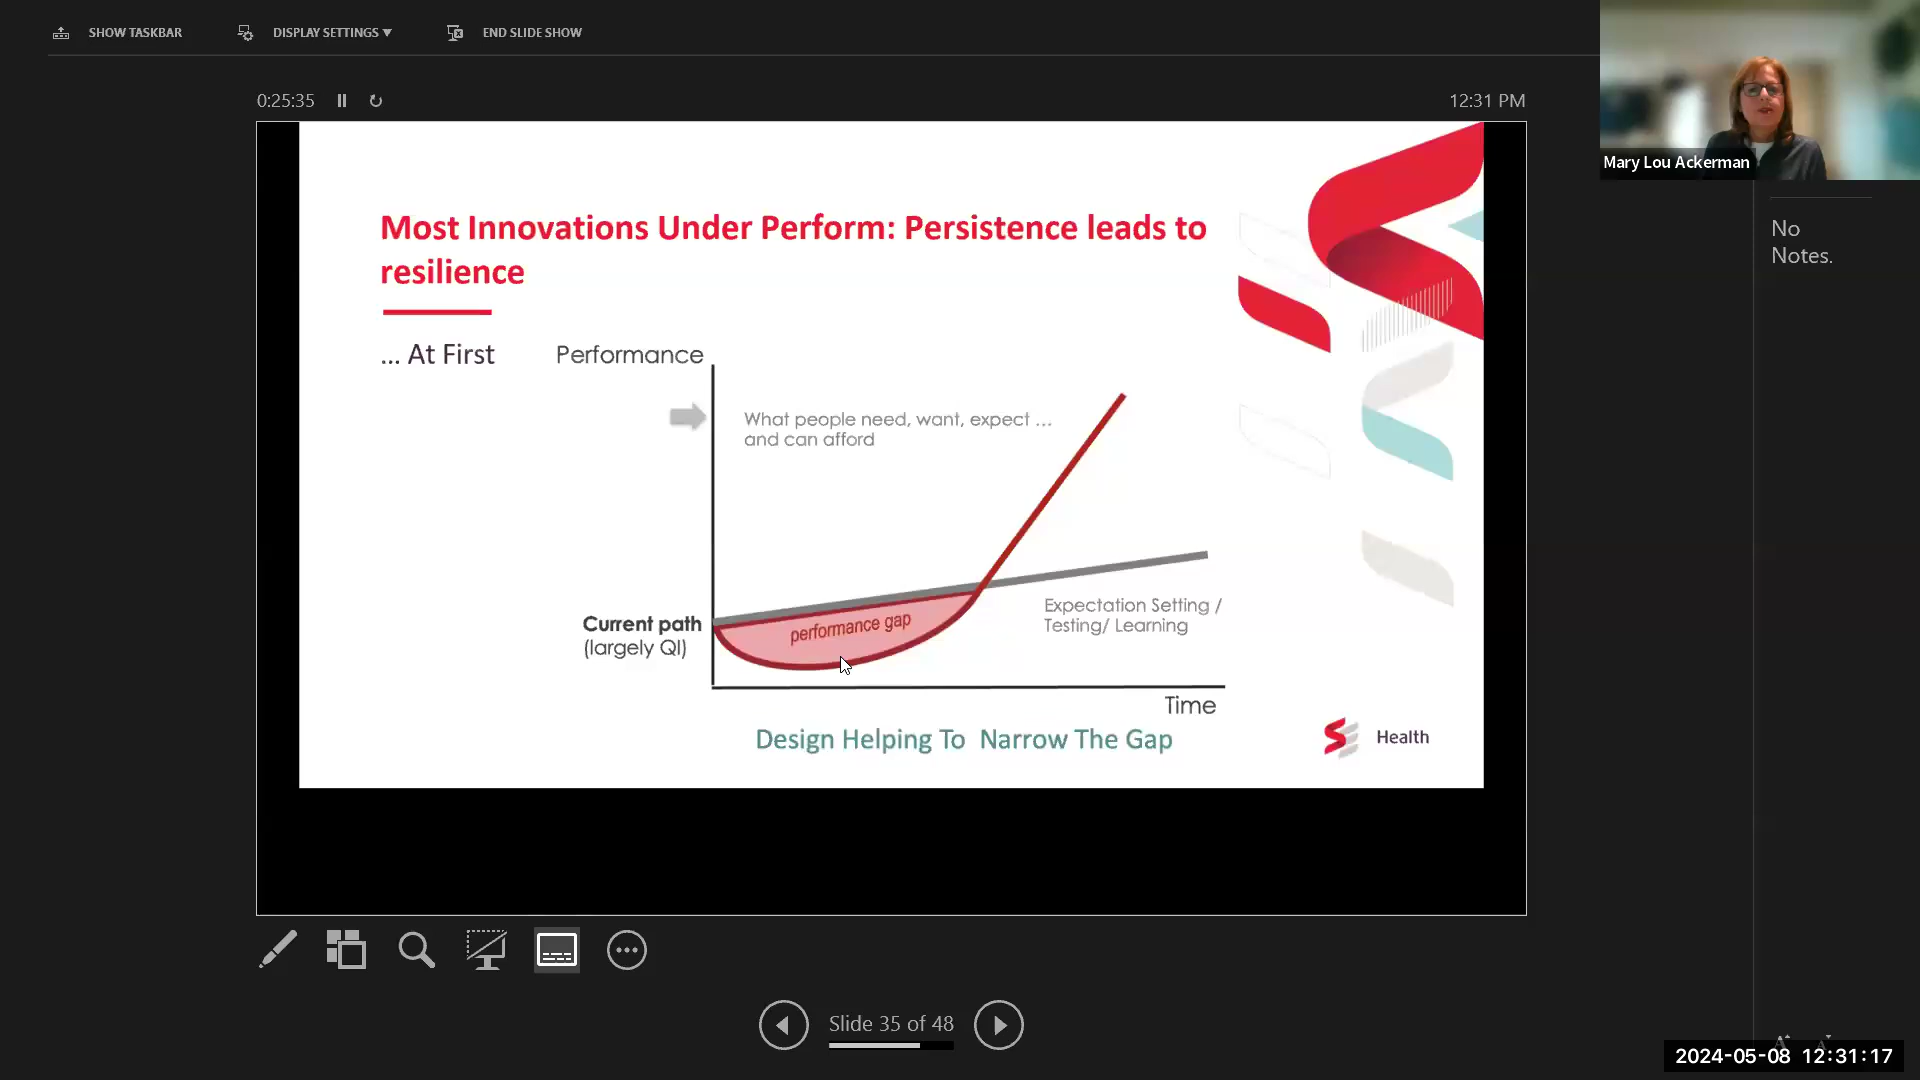 SHOW TASKBAR
DISPLAY SETTINGS ▼
END SLIDE SHOW
0:25:35
12:31 PM
Mary Lou Ackerman
No
Notes.
Most Innovations Under Perform: Persistence leads to
resilience
... At First
Performance
What people need, want, expect ...
and can afford
performance gap
Expectation Setting /
Testing/ Learning
Current path
(largely QI)
Time
Design Helping To Narrow The Gap
SE Health
Slide 35 of 48
2024-05-08 12:31:17